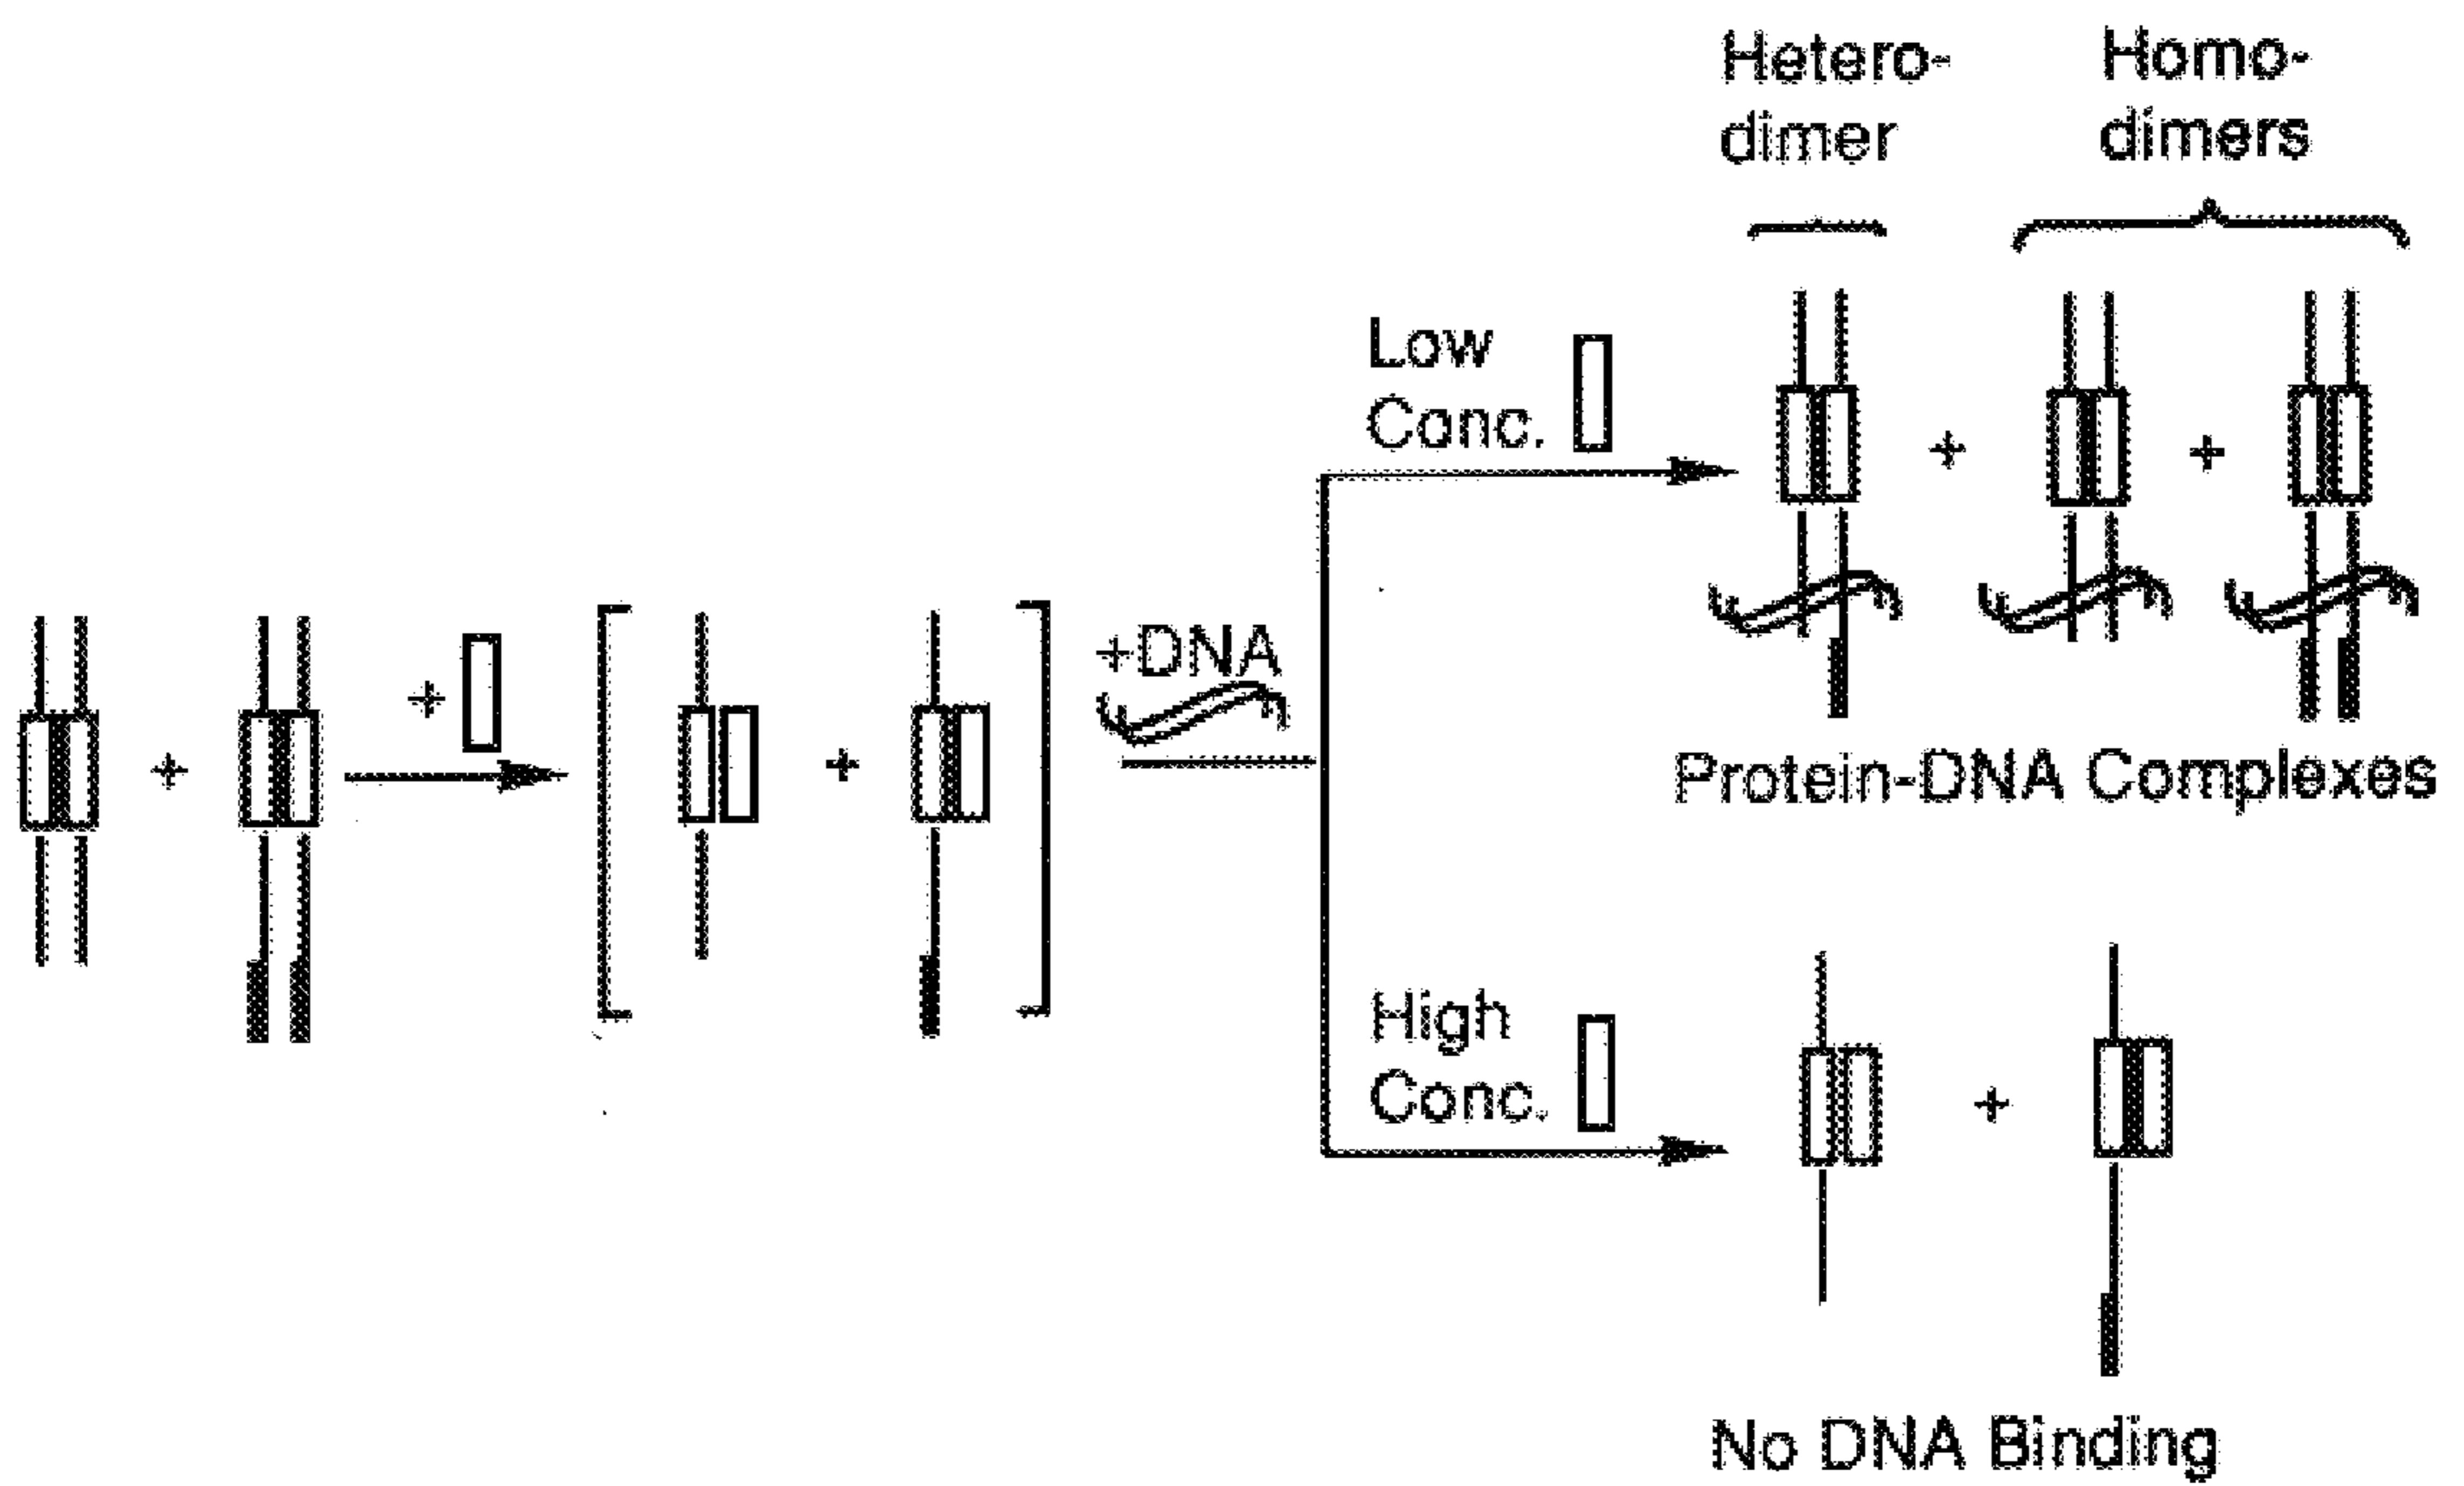 Hetero-
dimer
Homo-
dimers
Low
Conc.
+
+
+
+
+
+DNA
Protein-DNA Complexes
High
Conc.
+
No DNA Binding